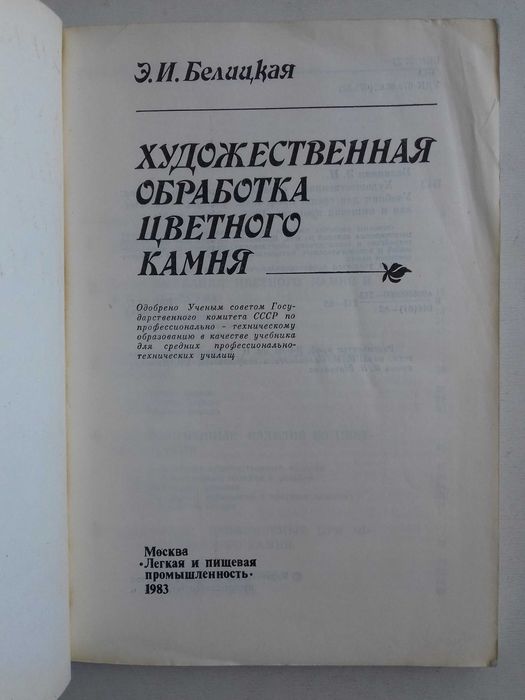 Э. И. Белицкая
ХУДОЖЕСТВЕННАЯ
ОБРАБОТКА
ЦВЕТНОГО
КАМНЯ
Одобрено Ученым советом Госу-
дарственного комитета СССР по
профессионально - техническому
образованию в качестве учебника
для средних профессионально-
технических училищ
Москва
«Легкая и пищевая
промышленность»
1983